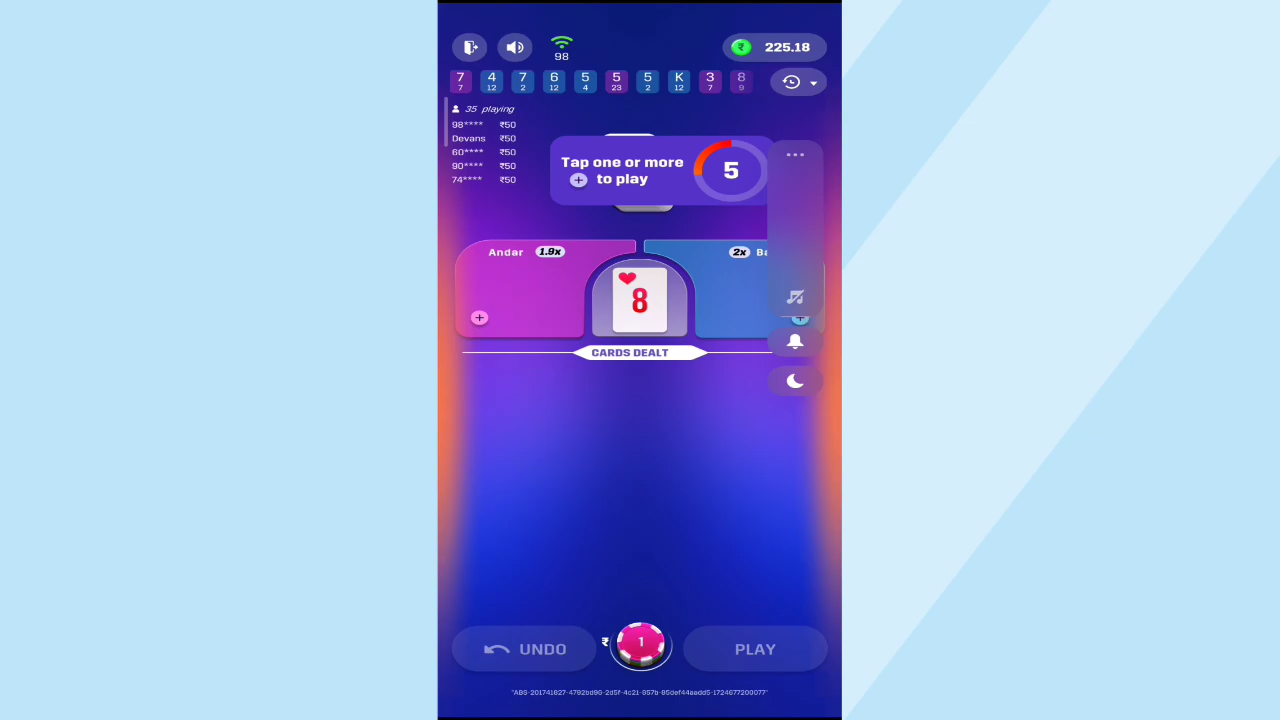 98
225.18
7 4 7 6 5 5 5 K 3 8
7 12 2 12 4 23 2 12 7 9
35 playing
98**** ₹50
Devans ₹50
60**** ₹50
90**** ₹50
74**** ₹50
Tap one or more
+ to play
5
Andar 1.9x
2x Ba
8
CARDS DEALT
UNDO
₹ 1
PLAY